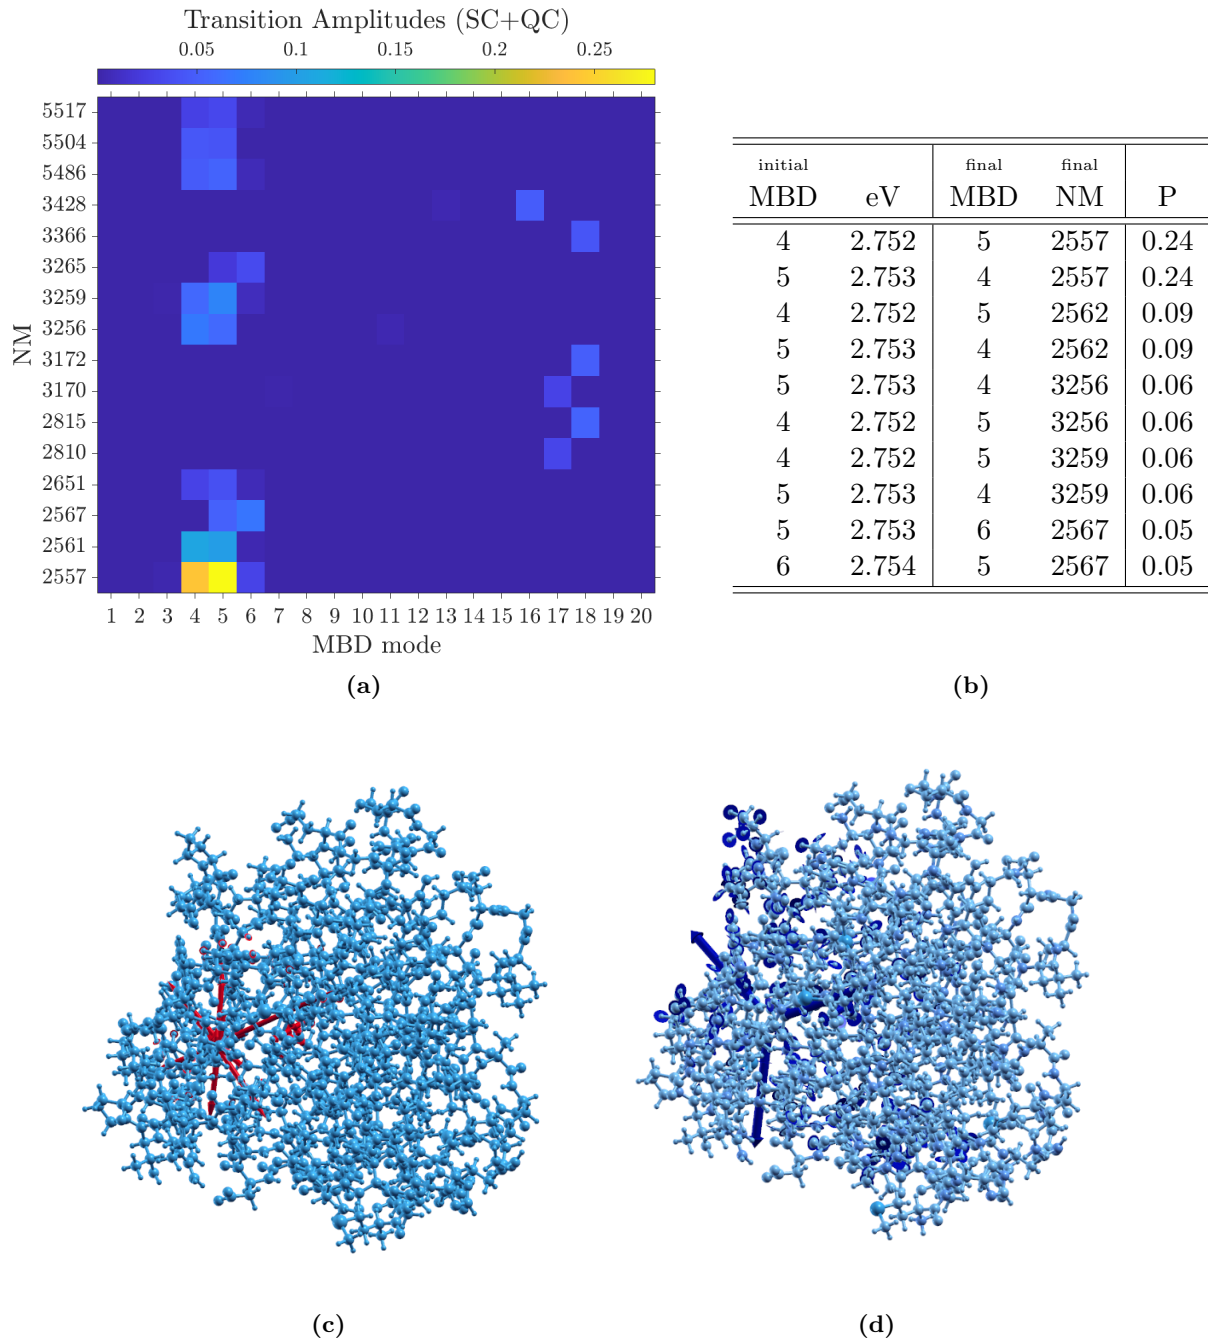 Transition Amplitudes (SC+QC)
0.05 0.1 0.15 0.2 0.25
NM
5517
5504
5486
3428
3366
3265
3259
3256
3172
3170
2815
2810
2651
2567
2561
2557
1 2 3 4 5 6 7 8 9 10 11 12 13 14 15 16 17 18 19 20
MBD mode
(a)
initial final final
MBD eV MBD NM P
4 2.752 5 2557 0.24
5 2.753 4 2557 0.24
4 2.752 5 2562 0.09
5 2.753 4 2562 0.09
5 2.753 4 3256 0.06
4 2.752 5 3256 0.06
4 2.752 5 3259 0.06
5 2.753 4 3259 0.06
5 2.753 6 2567 0.05
6 2.754 5 2567 0.05
(b)
(c)
(d)